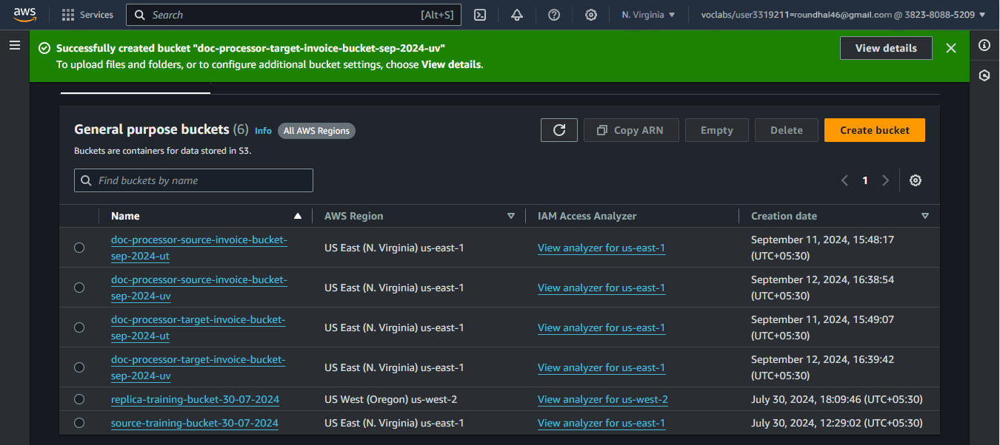 aws Services Search [Alt+S] N. Virginia voclabs/user3319211=roundhal46@gmail.com @ 3823-8088-5209
Successfully created bucket "doc-processor-target-invoice-bucket-sep-2024-uv"
To upload files and folders, or to configure additional bucket settings, choose View details.
View details
General purpose buckets (6) Info All AWS Regions
Copy ARN Empty Delete Create bucket
Buckets are containers for data stored in S3.
Find buckets by name
1
Name AWS Region IAM Access Analyzer Creation date
doc-processor-source-invoice-bucket-
sep-2024-ut
US East (N. Virginia) us-east-1
View analyzer for us-east-1
September 11, 2024, 15:48:17
(UTC+05:30)
doc-processor-source-invoice-bucket-
sep-2024-uv
US East (N. Virginia) us-east-1
View analyzer for us-east-1
September 12, 2024, 16:38:54
(UTC+05:30)
doc-processor-target-invoice-bucket-
sep-2024-ut
US East (N. Virginia) us-east-1
View analyzer for us-east-1
September 11, 2024, 15:49:07
(UTC+05:30)
doc-processor-target-invoice-bucket-
sep-2024-uv
US East (N. Virginia) us-east-1
View analyzer for us-east-1
September 12, 2024, 16:39:42
(UTC+05:30)
replica-training-bucket-30-07-2024 US West (Oregon) us-west-2 View analyzer for us-west-2 July 30, 2024, 18:09:46 (UTC+05:30)
source-training-bucket-30-07-2024 US East (N. Virginia) us-east-1 View analyzer for us-east-1 July 30, 2024, 12:29:02 (UTC+05:30)